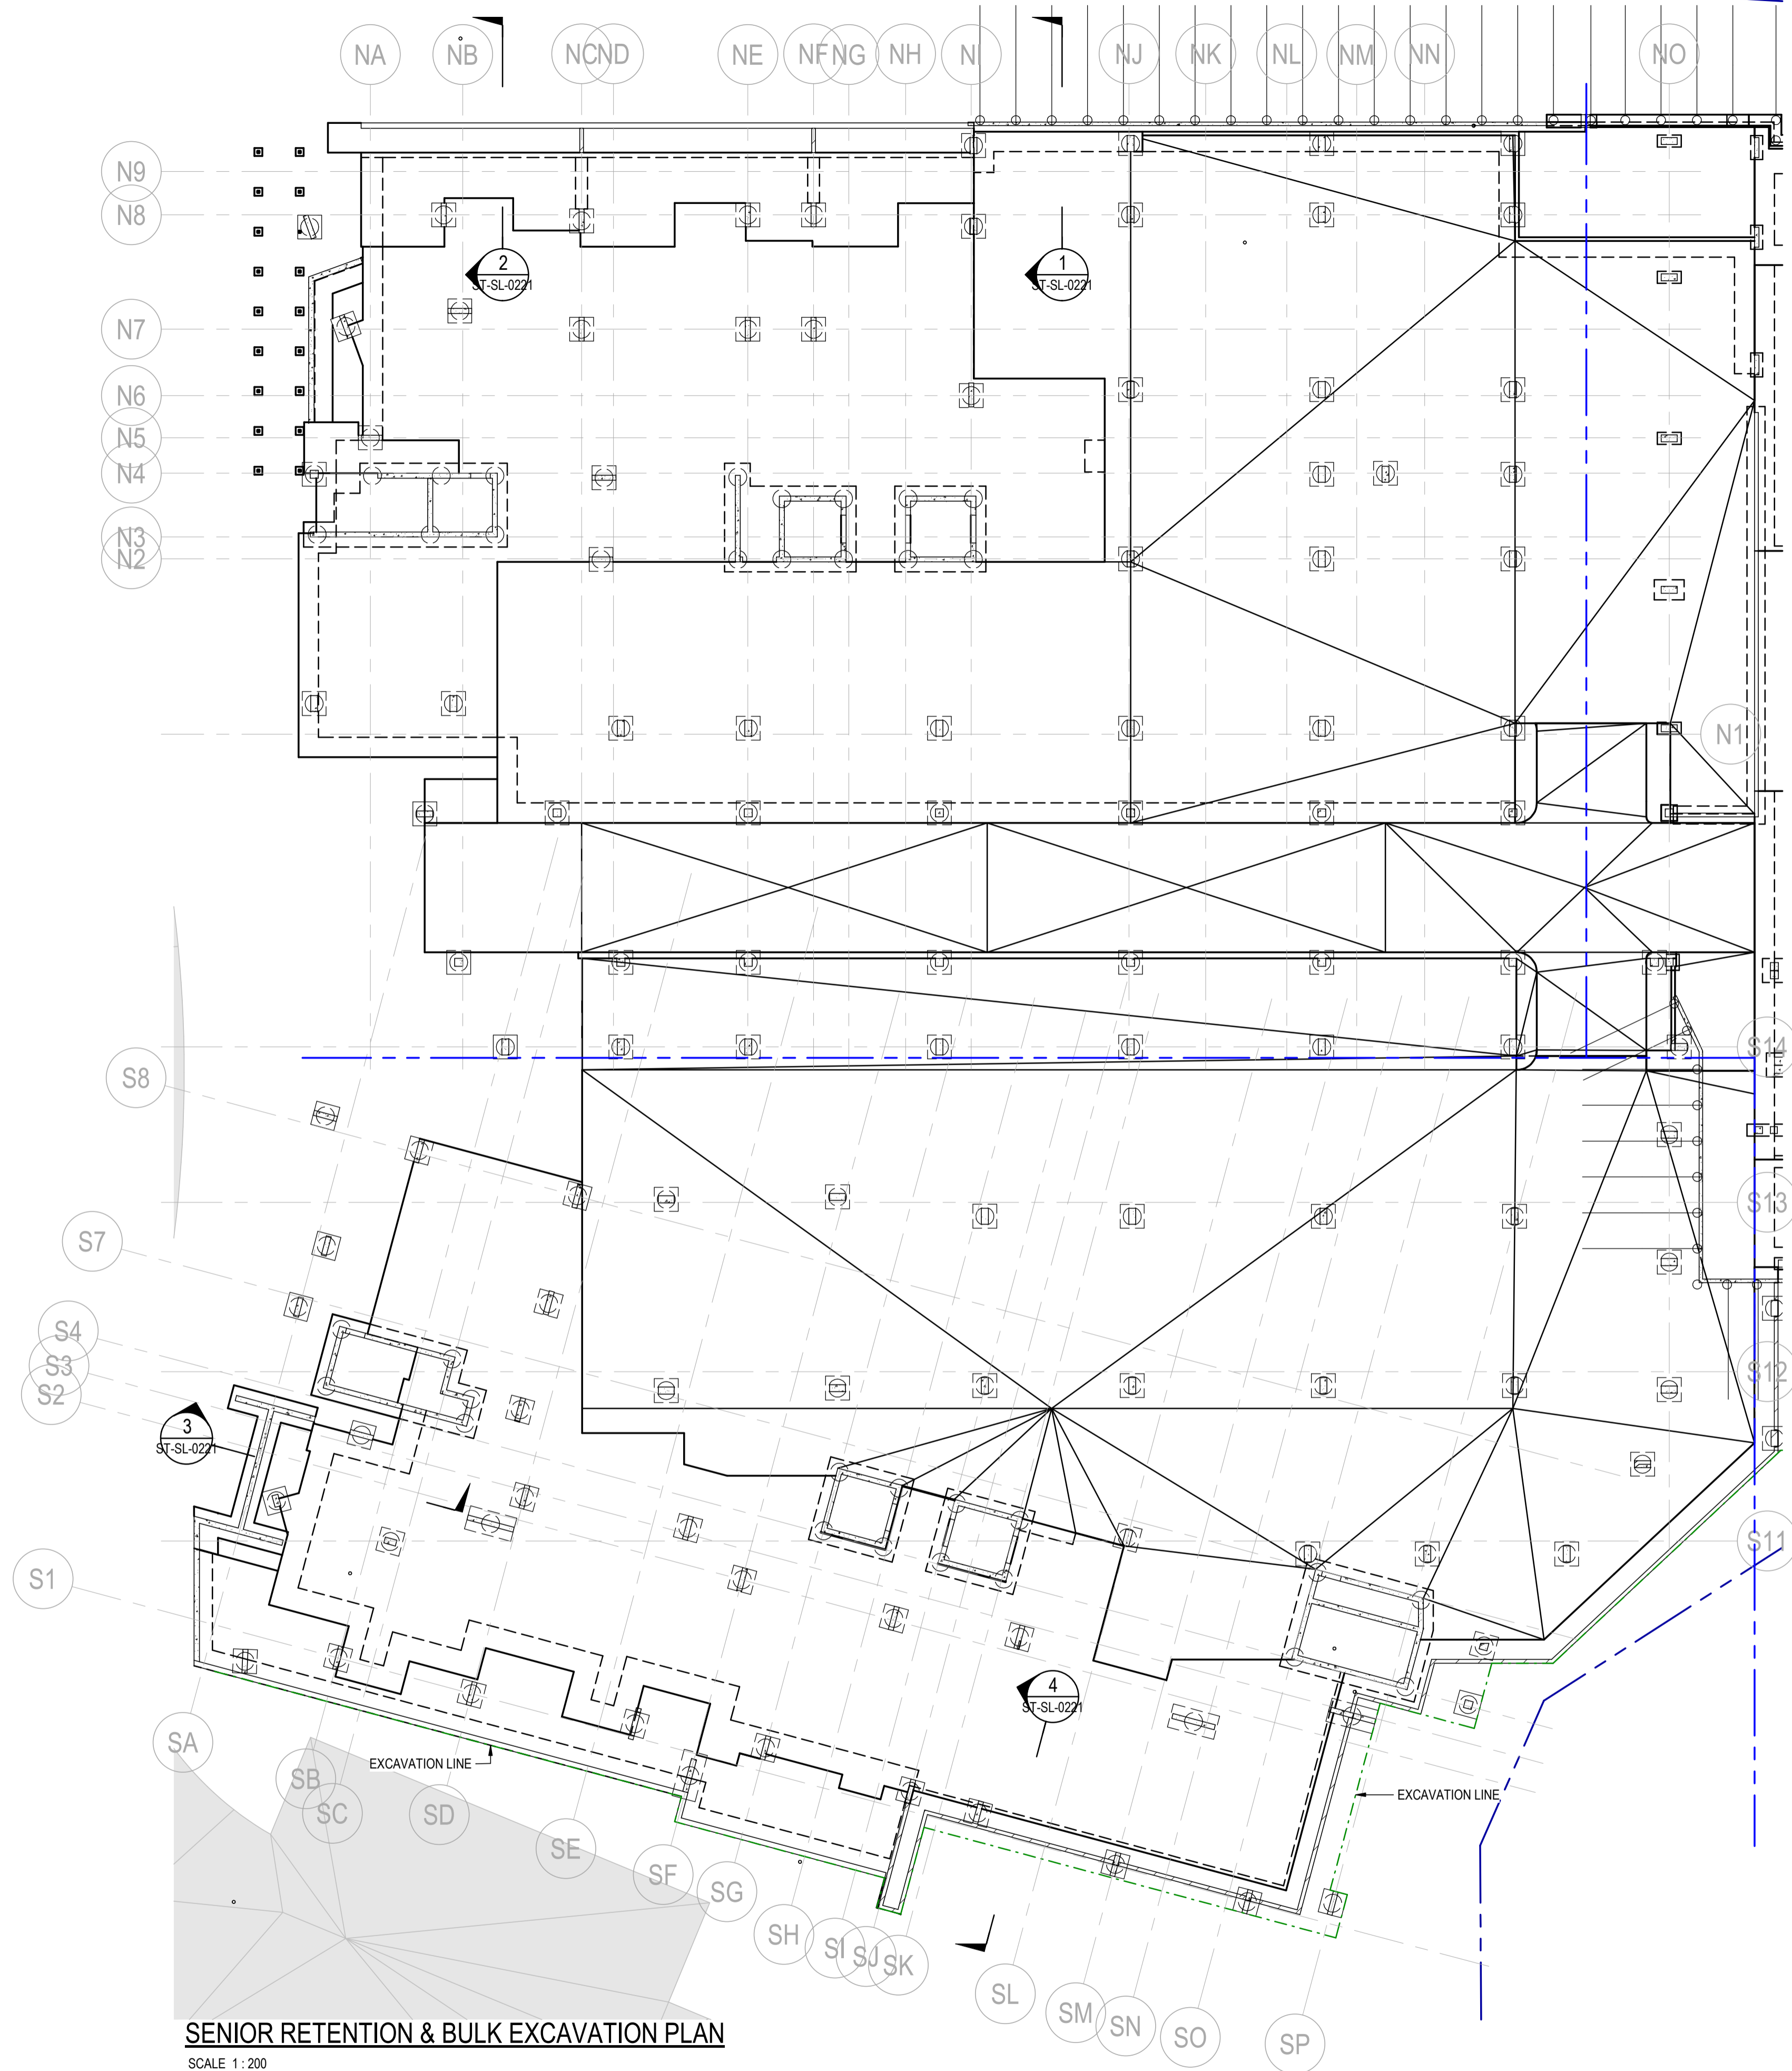 NA
NB
NC
ND
NE
NF
NG
NH
NI
NJ
NK
NL
NM
NN
NO
N9
N8
2
ST-SL-0221
1
ST-SL-0221
N7
N6
N5
N4
N3
N2
N1
S14
S8
S13
S7
S4
S3
S2
S12
3
ST-SL-0221
S11
S1
4
ST-SL-0221
SA
SB
SC
SD
SE
SF
SG
SH
SI
SJ
SK
SL
SM
SN
SO
SP
EXCAVATION LINE
EXCAVATION LINE
SENIOR RETENTION & BULK EXCAVATION PLAN
SCALE 1 : 200